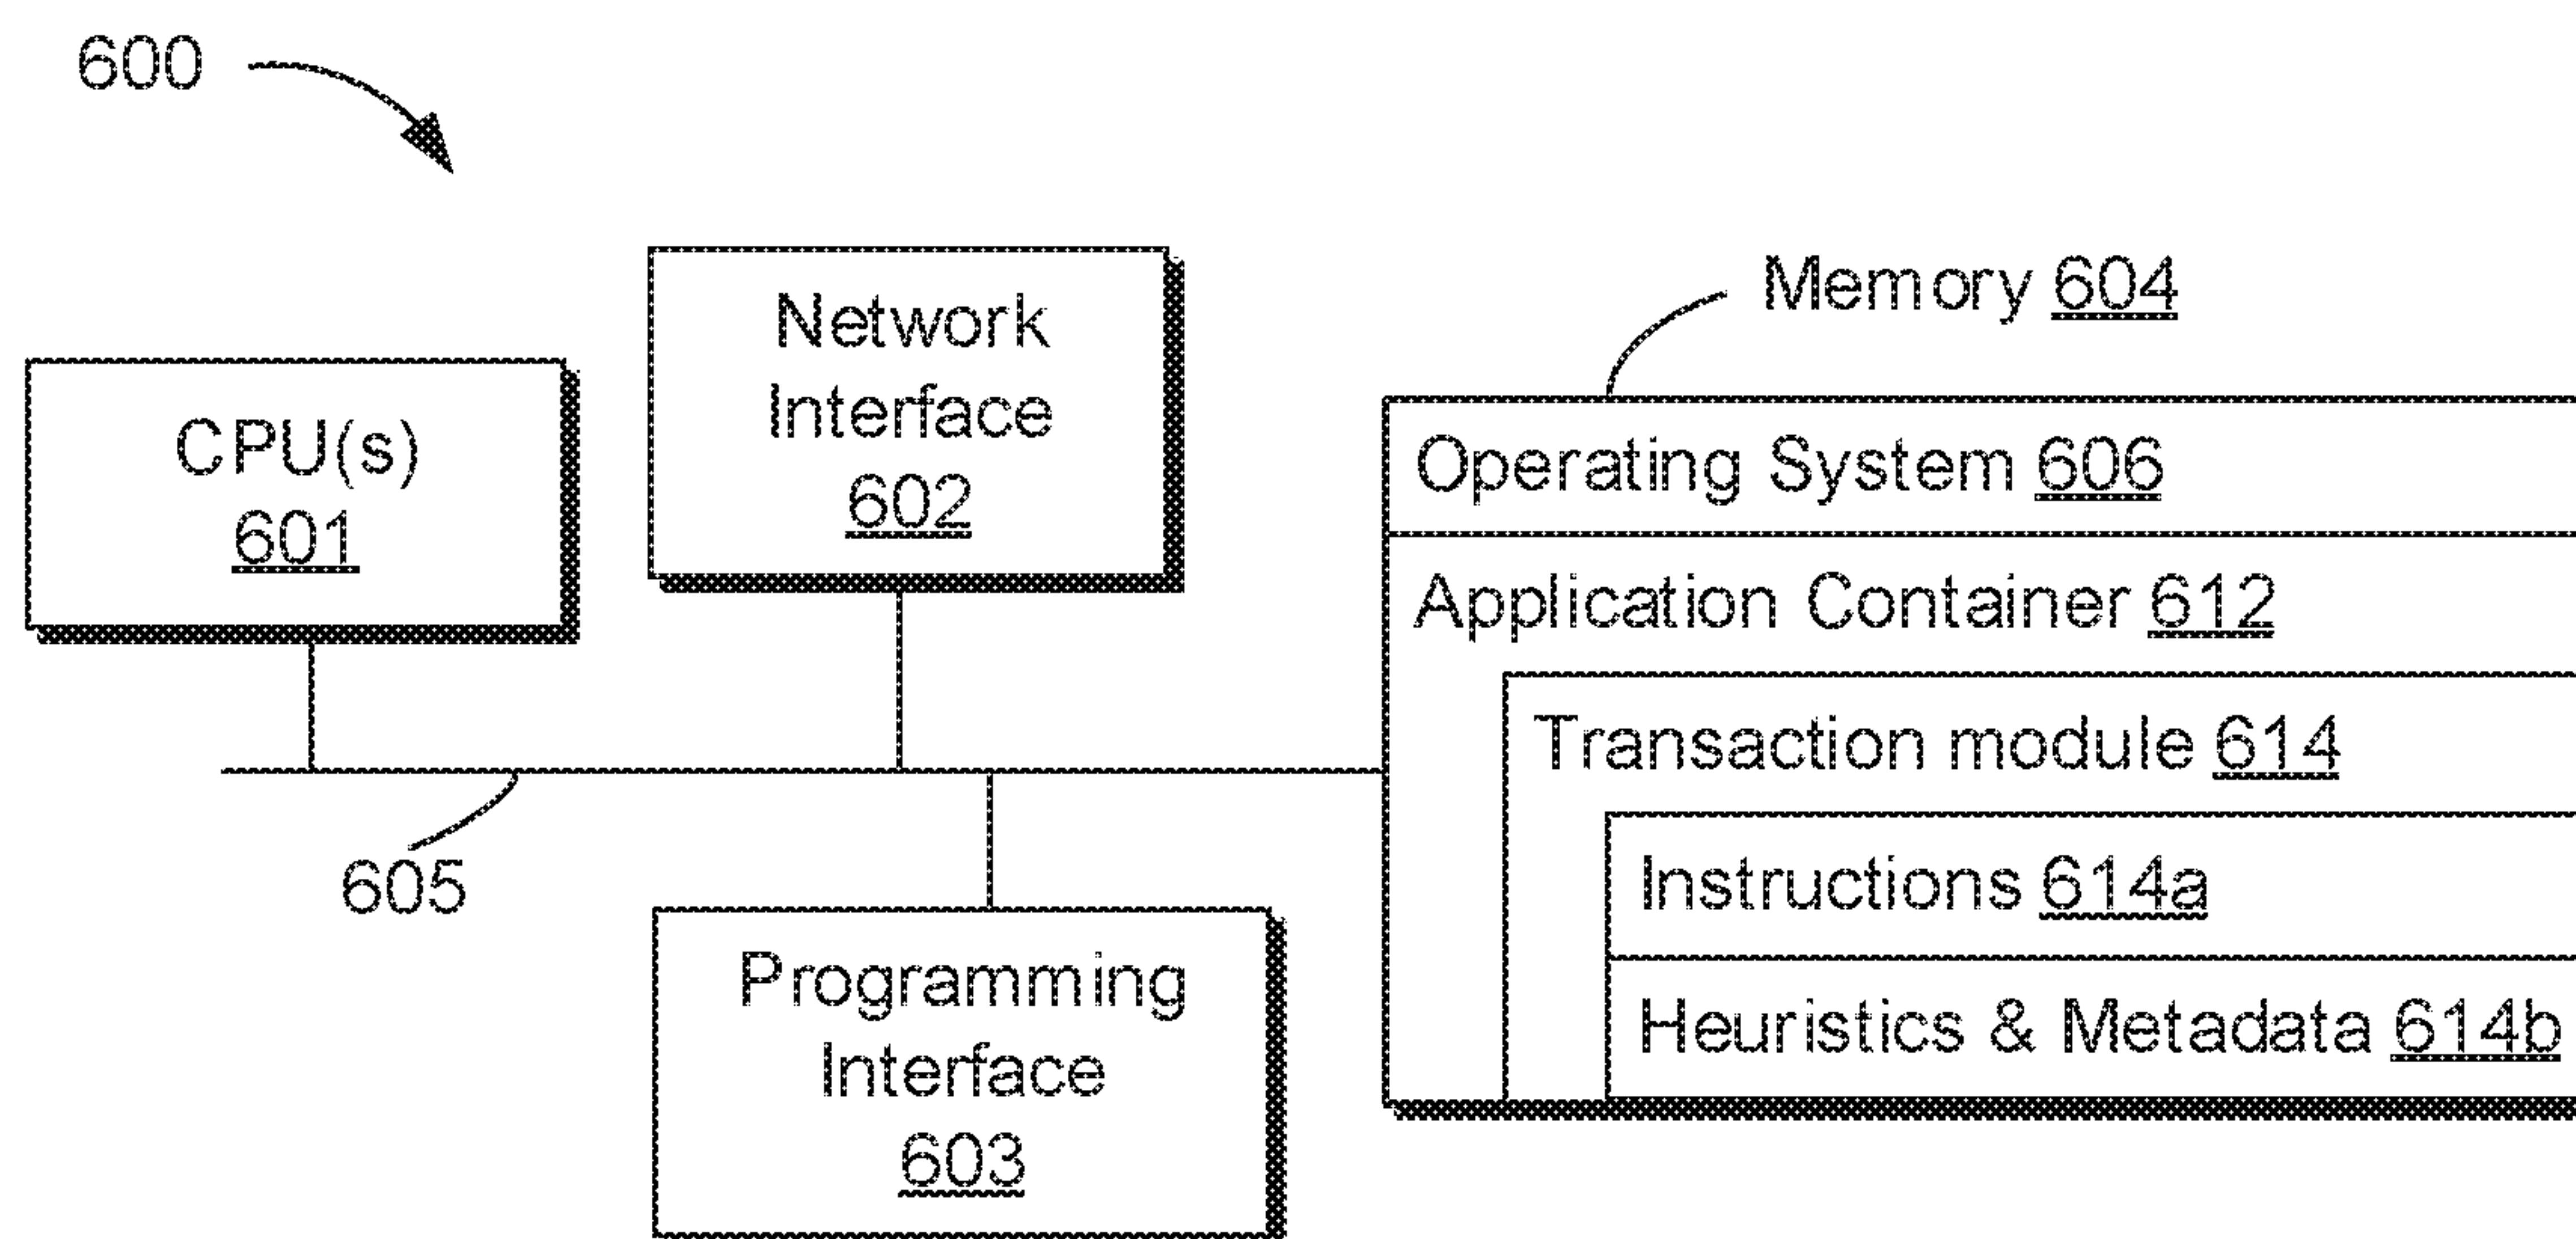 600
Network
Interface
602
Memory 604
CPU(s)
601
Operating System 606
Application Container 612
Transaction module 614
605
Instructions 614a
Programming
Interface
603
Heuristics & Metadata 614b